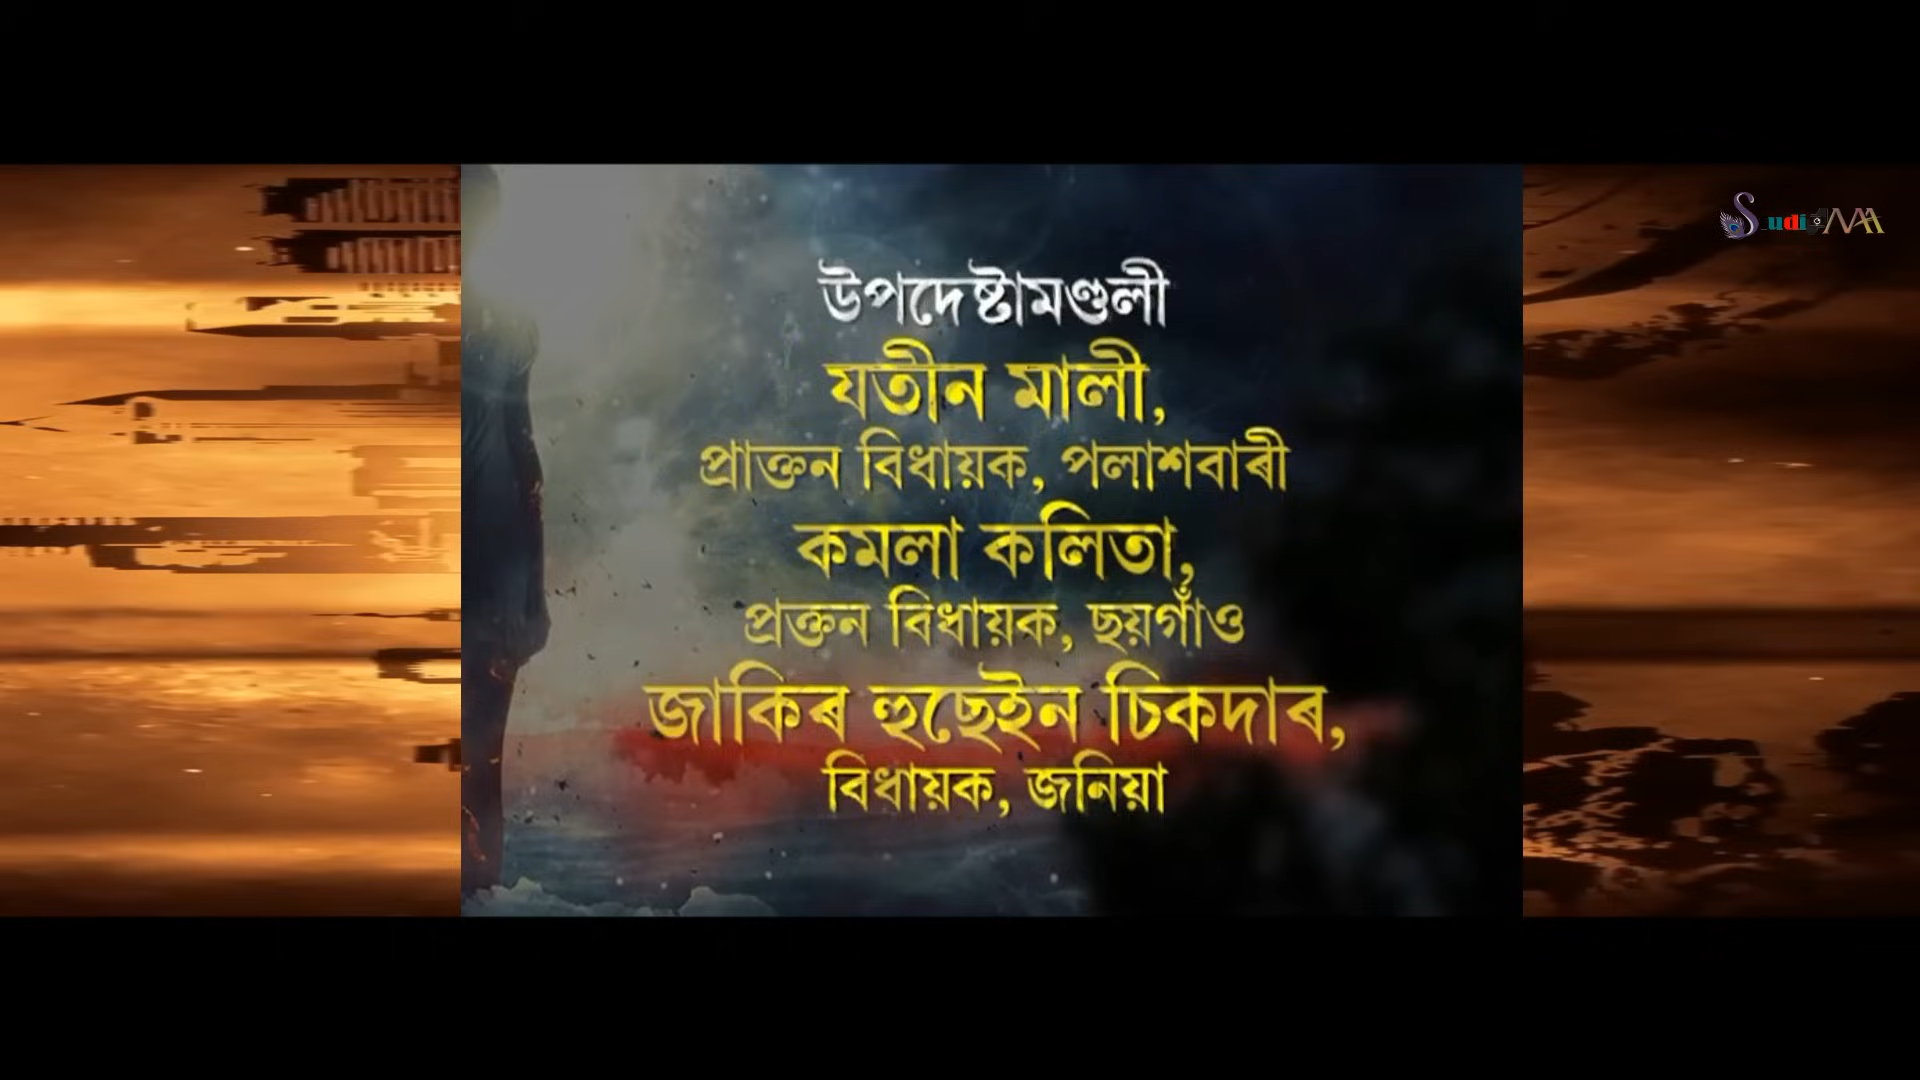 উপদেষ্টামণ্ডলী
যতীন মালী,
প্ৰাক্তন বিধায়ক, পলাশবাৰী
কমলা কলিতা,
প্ৰক্তন বিধায়ক, ছয়গাঁও
জাকিৰ হুছেইন চিকদাৰ,
বিধায়ক, জনিয়া